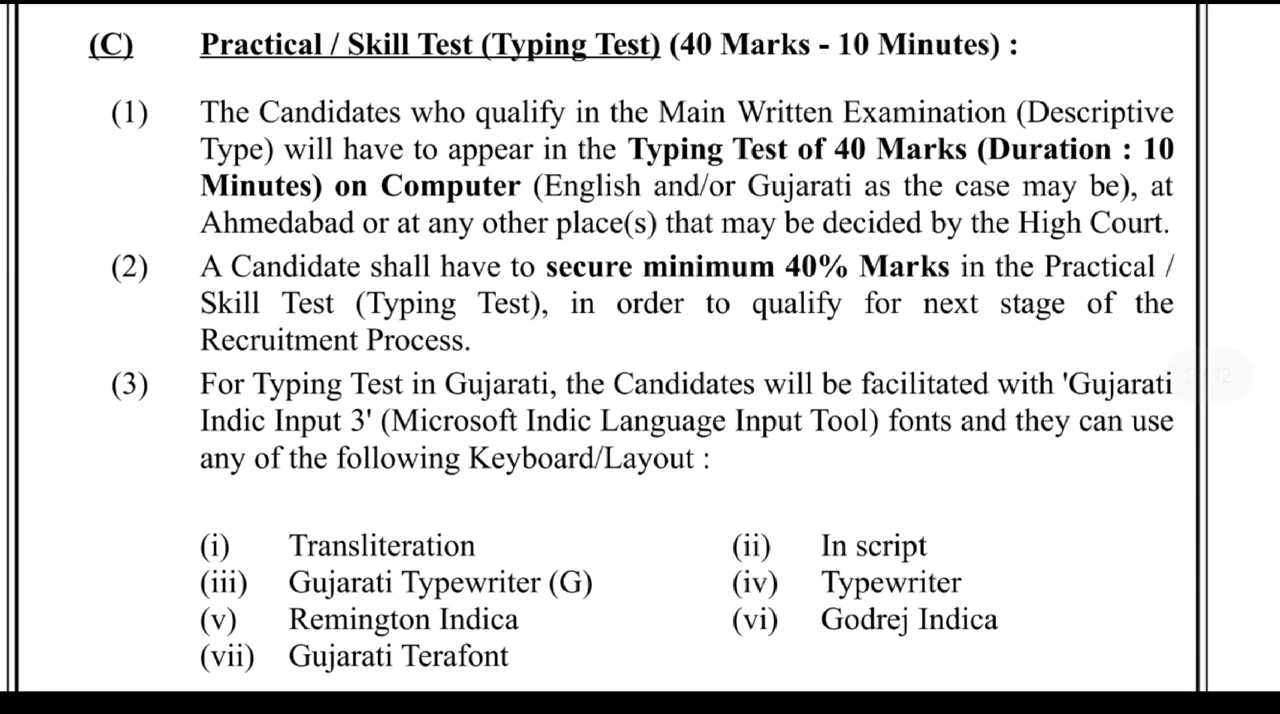 (C) Practical / Skill Test (Typing Test) (40 Marks - 10 Minutes) :
(1) The Candidates who qualify in the Main Written Examination (Descriptive
Type) will have to appear in the Typing Test of 40 Marks (Duration : 10
Minutes) on Computer (English and/or Gujarati as the case may be), at
Ahmedabad or at any other place(s) that may be decided by the High Court.
(2) A Candidate shall have to secure minimum 40% Marks in the Practical /
Skill Test (Typing Test), in order to qualify for next stage of the
Recruitment Process.
(3) For Typing Test in Gujarati, the Candidates will be facilitated with 'Gujarati
Indic Input 3' (Microsoft Indic Language Input Tool) fonts and they can use
any of the following Keyboard/Layout :
(i) Transliteration (ii) In script
(iii) Gujarati Typewriter (G) (iv) Typewriter
(v) Remington Indica (vi) Godrej Indica
(vii) Gujarati Terafont